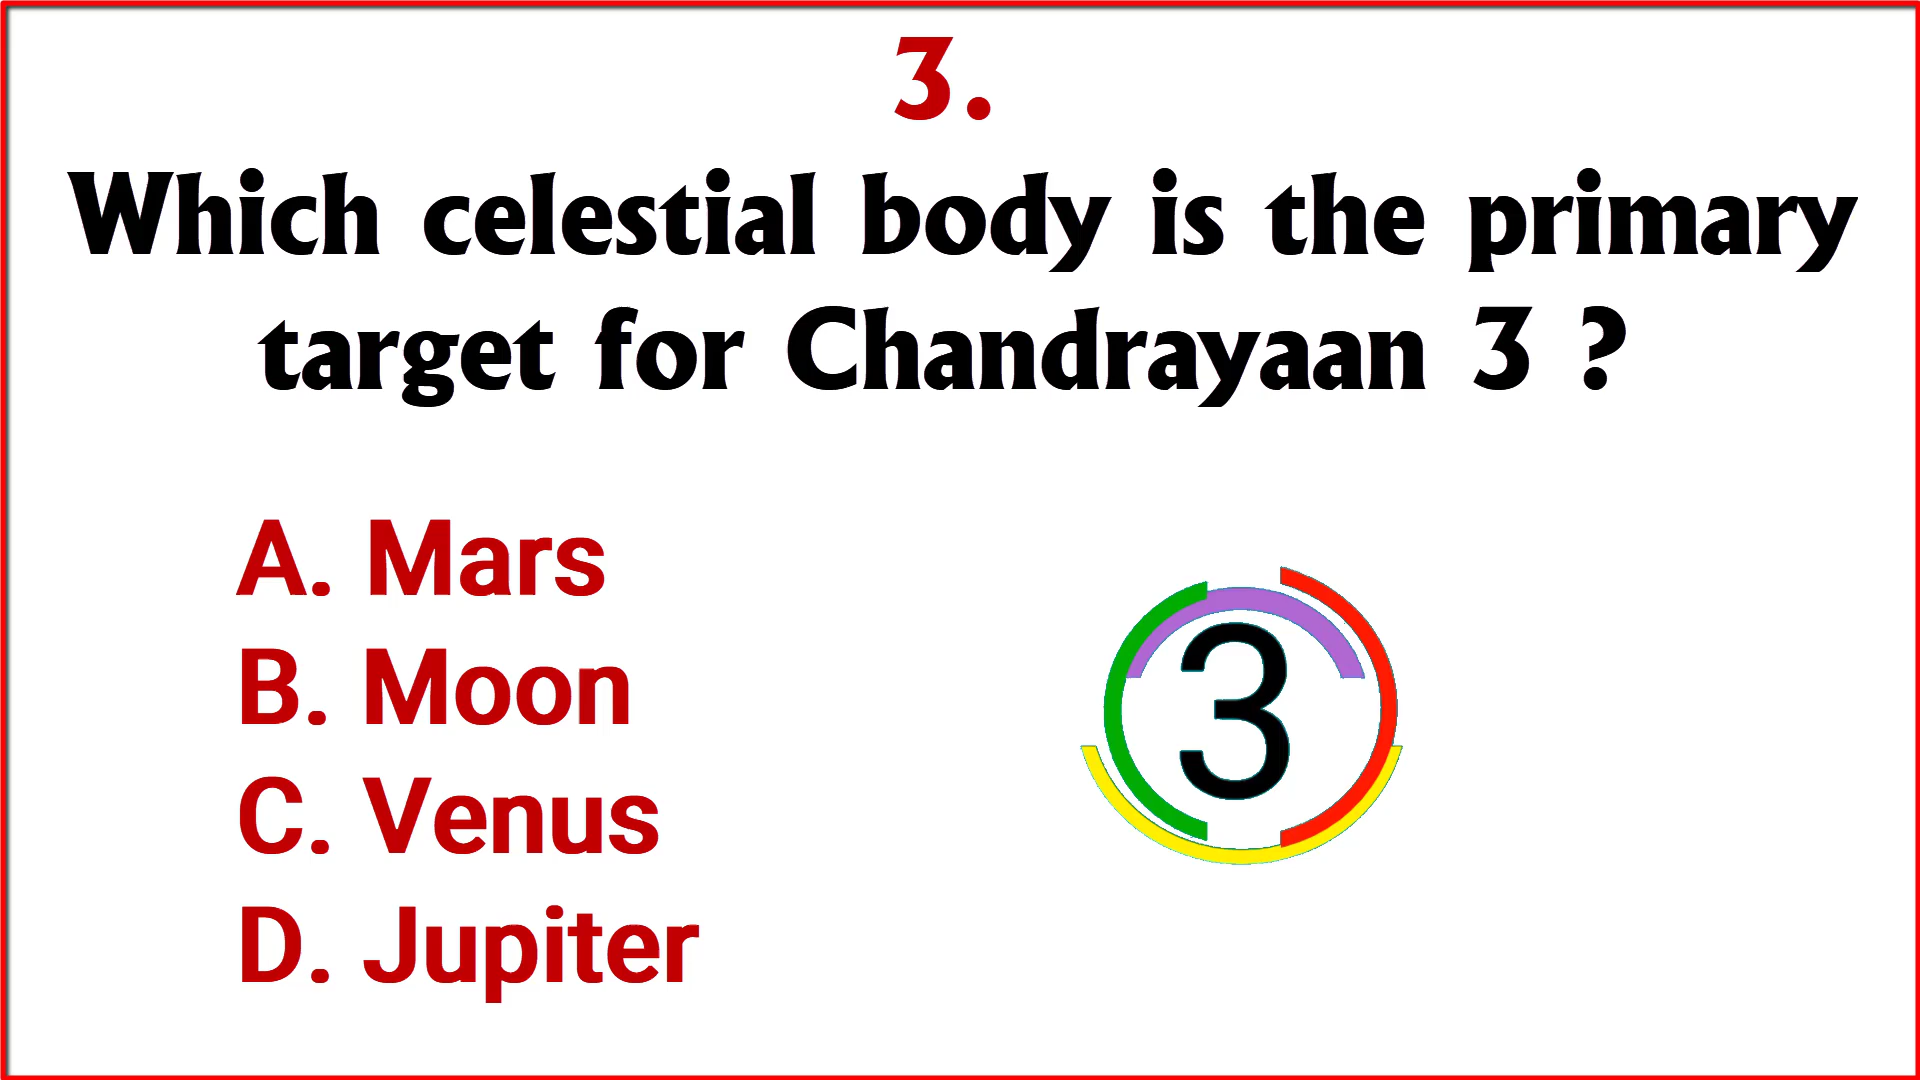 3.
Which celestial body is the primary
target for Chandrayaan 3 ?
A. Mars
B. Moon
C. Venus
D. Jupiter
3